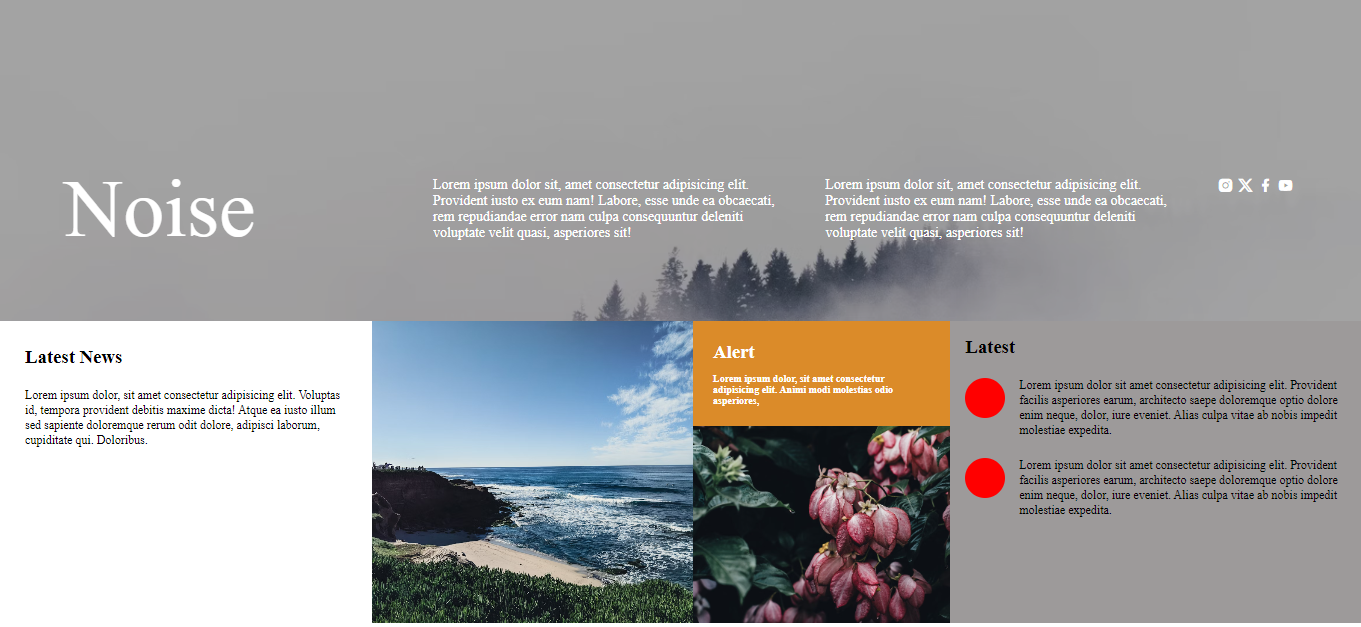 Noise
Lorem ipsum dolor sit, amet consectetur adipisicing elit.
Provident iusto ex eum nam! Labore, esse unde ea obcaecati,
rem repudiandae error nam culpa consequuntur deleniti
voluptate velit quasi, asperiores sit!
Lorem ipsum dolor sit, amet consectetur adipisicing elit.
Provident iusto ex eum nam! Labore, esse unde ea obcaecati,
rem repudiandae error nam culpa consequuntur deleniti
voluptate velit quasi, asperiores sit!
Latest News
Lorem ipsum dolor, sit amet consectetur adipisicing elit. Voluptas
id, tempora provident debitis maxime dicta! Atque ea iusto illum
sed sapiente doloremque rerum odit dolore, adipisci laborum,
cupiditate qui. Doloribus.
Alert
Lorem ipsum dolor, sit amet consectetur
adipisicing elit. Animi modi molestias odio
asperiores,
Latest
Lorem ipsum dolor sit amet consectetur adipisicing elit. Provident
facilis asperiores earum, architecto saepe doloremque optio dolore
enim neque, dolor, iure eveniet. Alias culpa vitae ab nobis impedit
molestiae expedita.
Lorem ipsum dolor sit amet consectetur adipisicing elit. Provident
facilis asperiores earum, architecto saepe doloremque optio dolore
enim neque, dolor, iure eveniet. Alias culpa vitae ab nobis impedit
molestiae expedita.